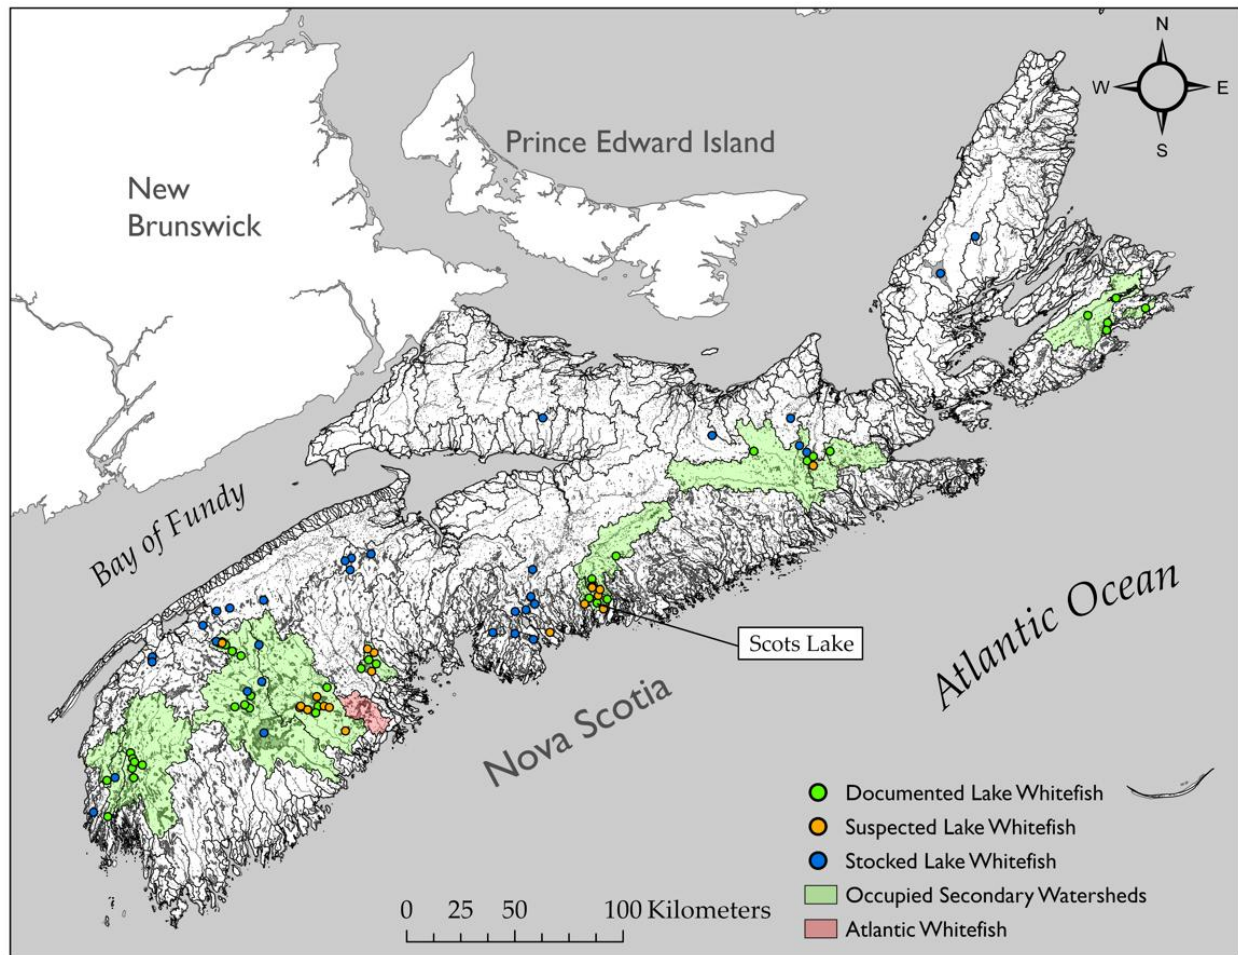 N
W E
S
Prince Edward Island
New
Brunswick
Bay of Fundy
Atlantic Ocean
Scots Lake
Nova Scotia
Documented Lake Whitefish
Suspected Lake Whitefish
Stocked Lake Whitefish
Occupied Secondary Watersheds
Atlantic Whitefish
0 25 50 100 Kilometers